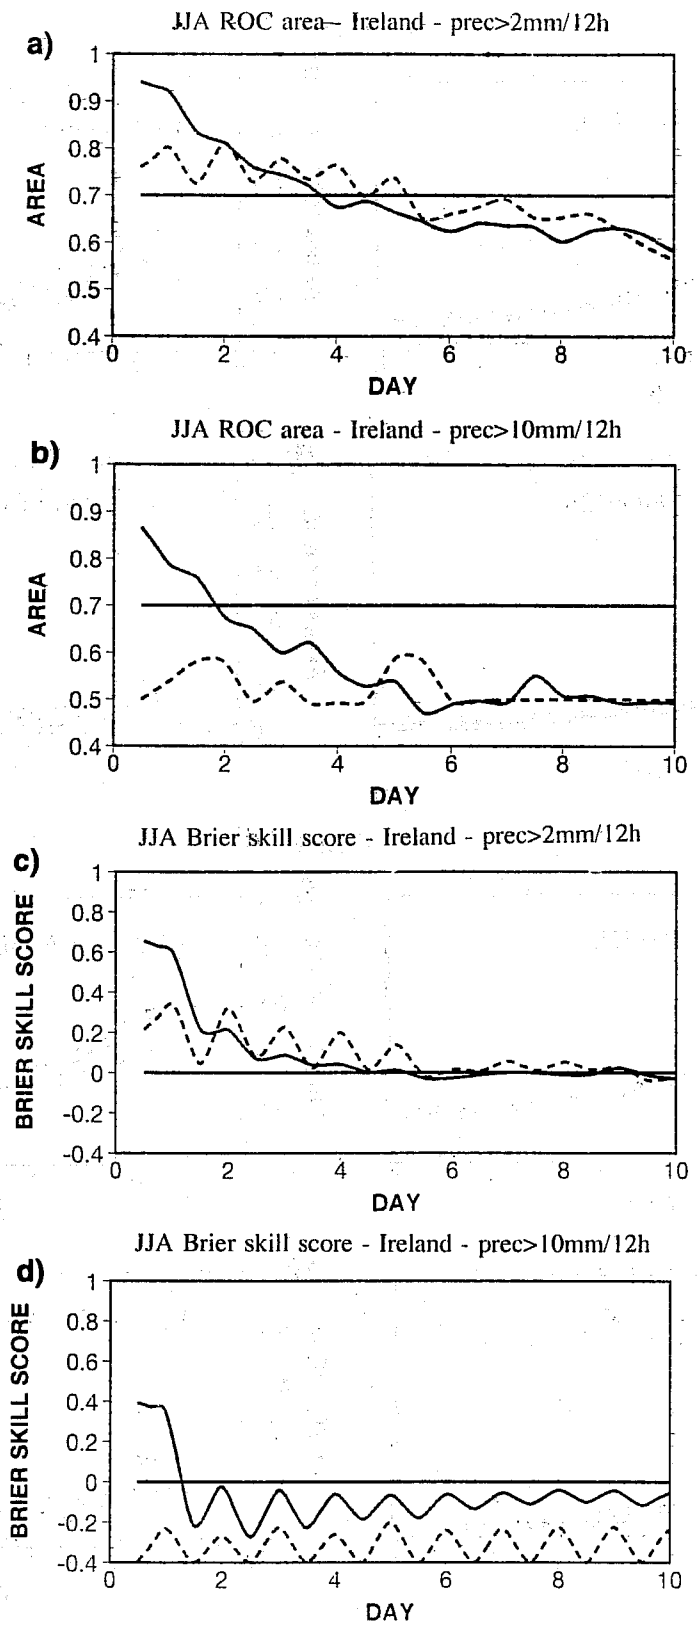 JJA ROC area– Ireland - prec>2mm/12h
a)
1
0.9
0.8
0.7
0.6
0.5
0.4
AREA
0 2 4 6 8 10
DAY
JJA ROC area - Ireland - prec>10mm/12h
b)
1
0.9
0.8
0.7
0.6
0.5
0.4
AREA
0 2 4 6 8 10
DAY
JJA Brier skill score - Ireland - prec>2mm/12h
c)
1
0.8
0.6
0.4
0.2
0
-0.2
-0.4
BRIER SKILL SCORE
0 2 4 6 8 10
DAY
JJA Brier skill score - Ireland - prec>10mm/12h
d)
1
0.8
0.6
0.4
0.2
0
-0.2
-0.4
BRIER SKILL SCORE
0 2 4 6 8 10
DAY